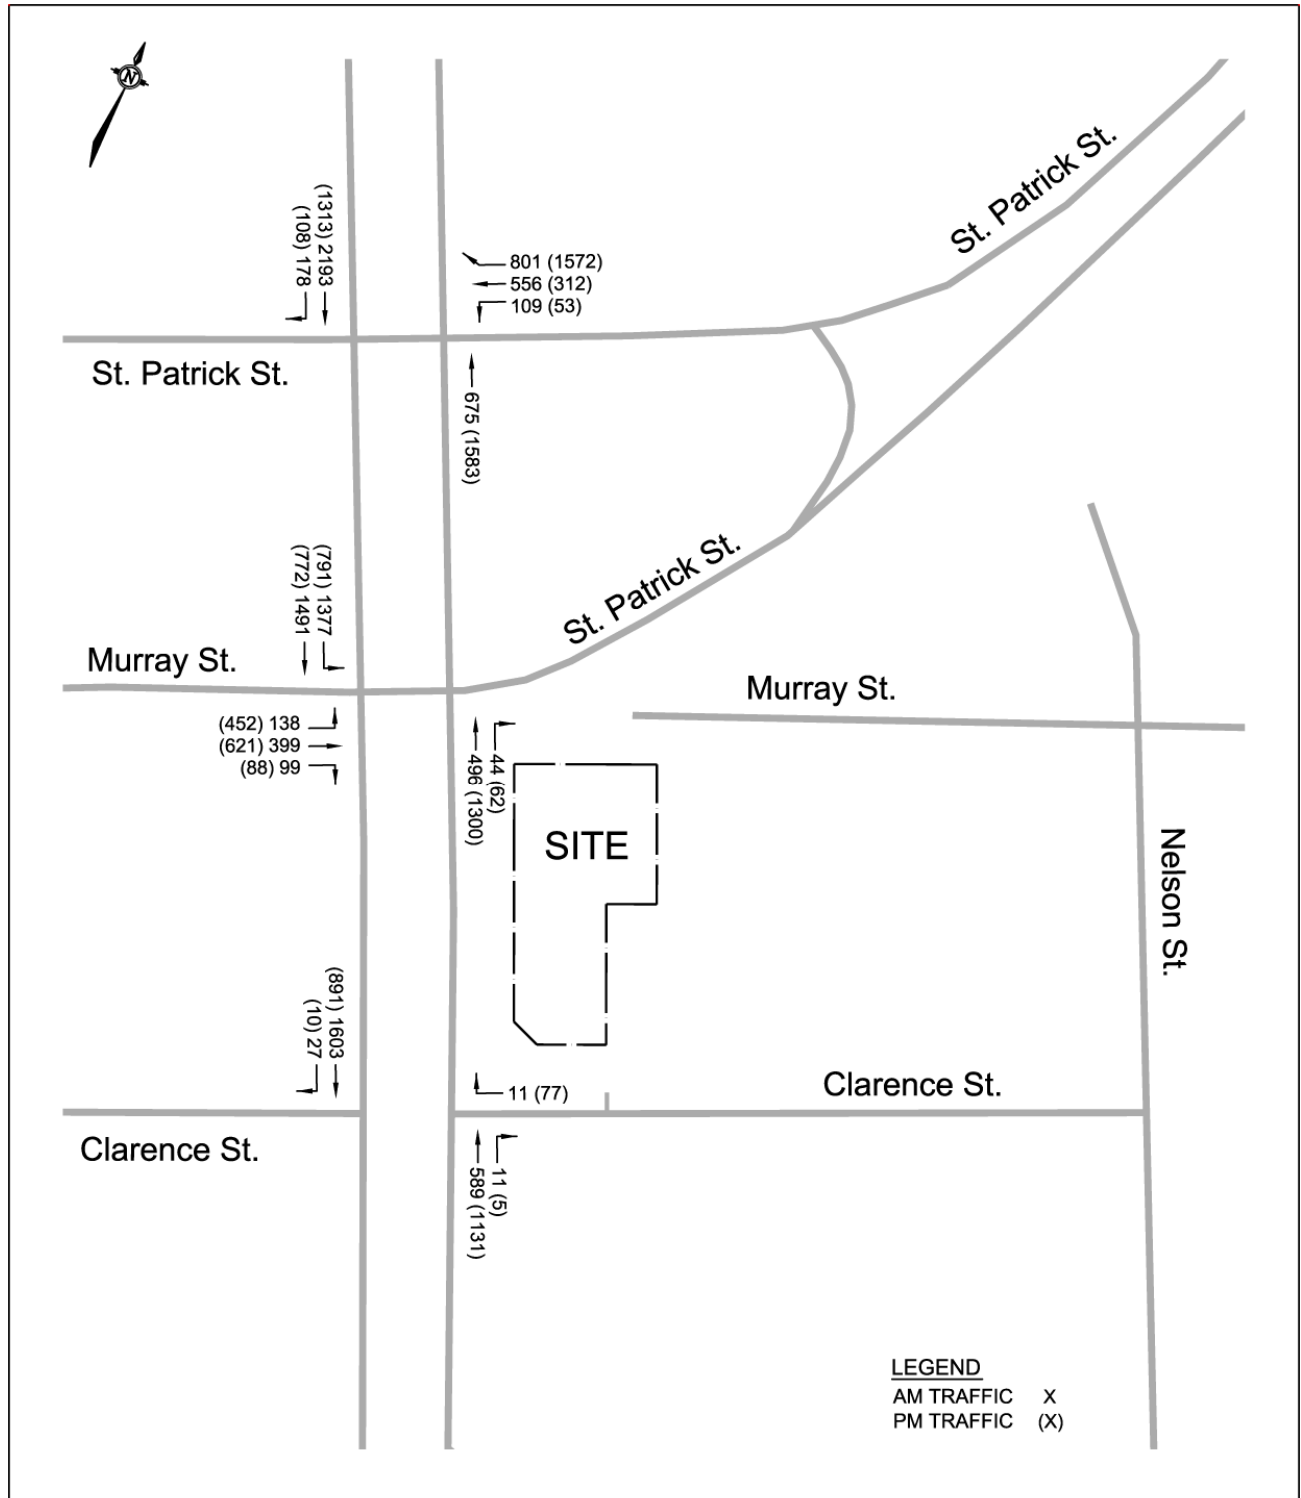 N
St. Patrick St.
(1313) 2193
(108) 178
801 (1572)
556 (312)
109 (53)
St. Patrick St.
675 (1583)
St. Patrick St.
(791) 1377
(772) 1491
Murray St.
Murray St.
(452) 138
(621) 399
(88) 99
44 (62)
496 (1300)
SITE
Nelson St.
(891) 1603
(10) 27
11 (77)
Clarence St.
Clarence St.
11 (5)
589 (1131)
LEGEND
AM TRAFFIC X
PM TRAFFIC (X)